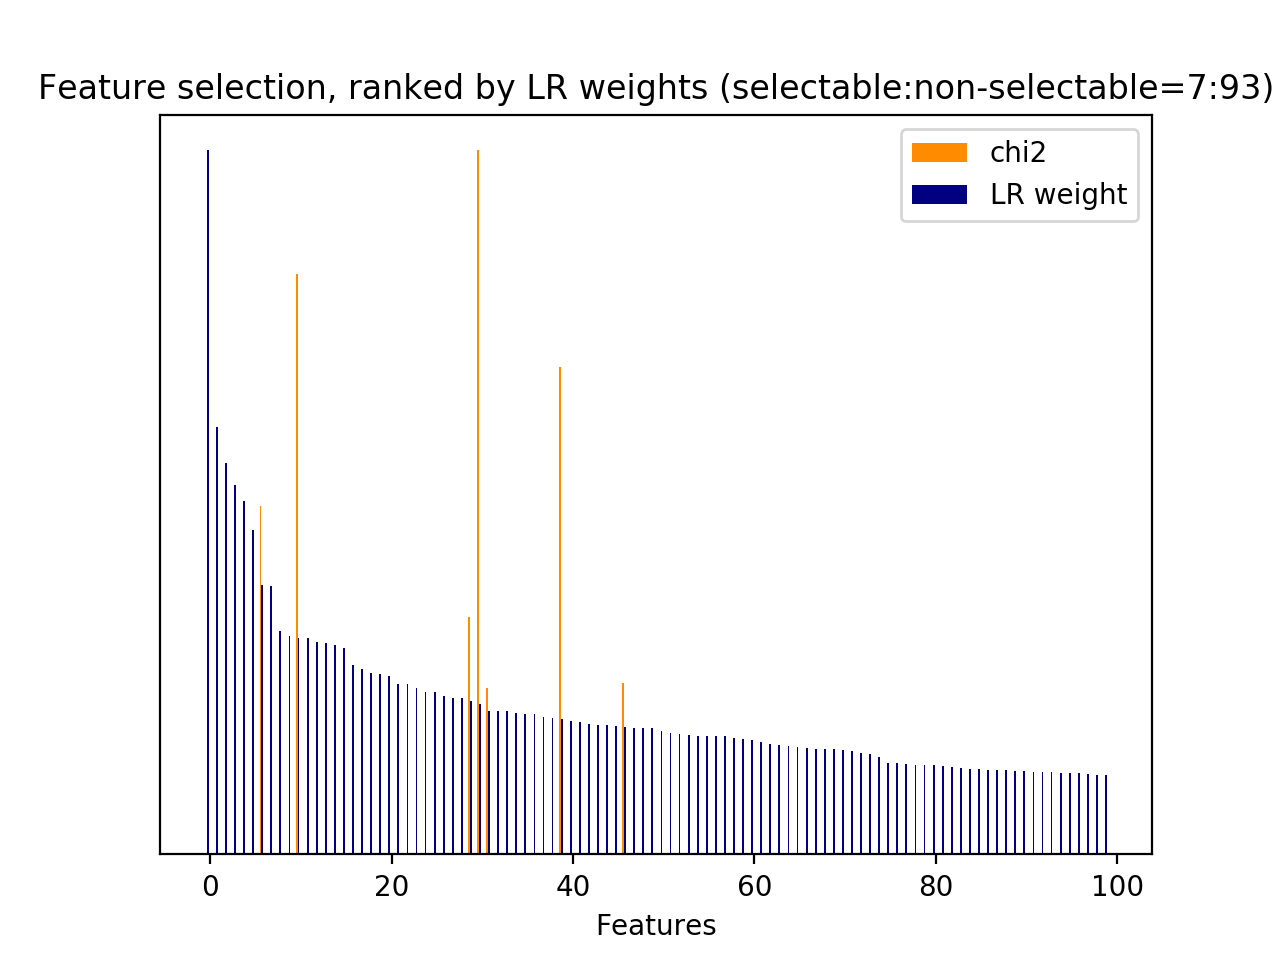 Feature selection, ranked by LR weights (selectable:non-selectable=7:93)
chi2
LR weight
0 20 40 60 80 100
Features